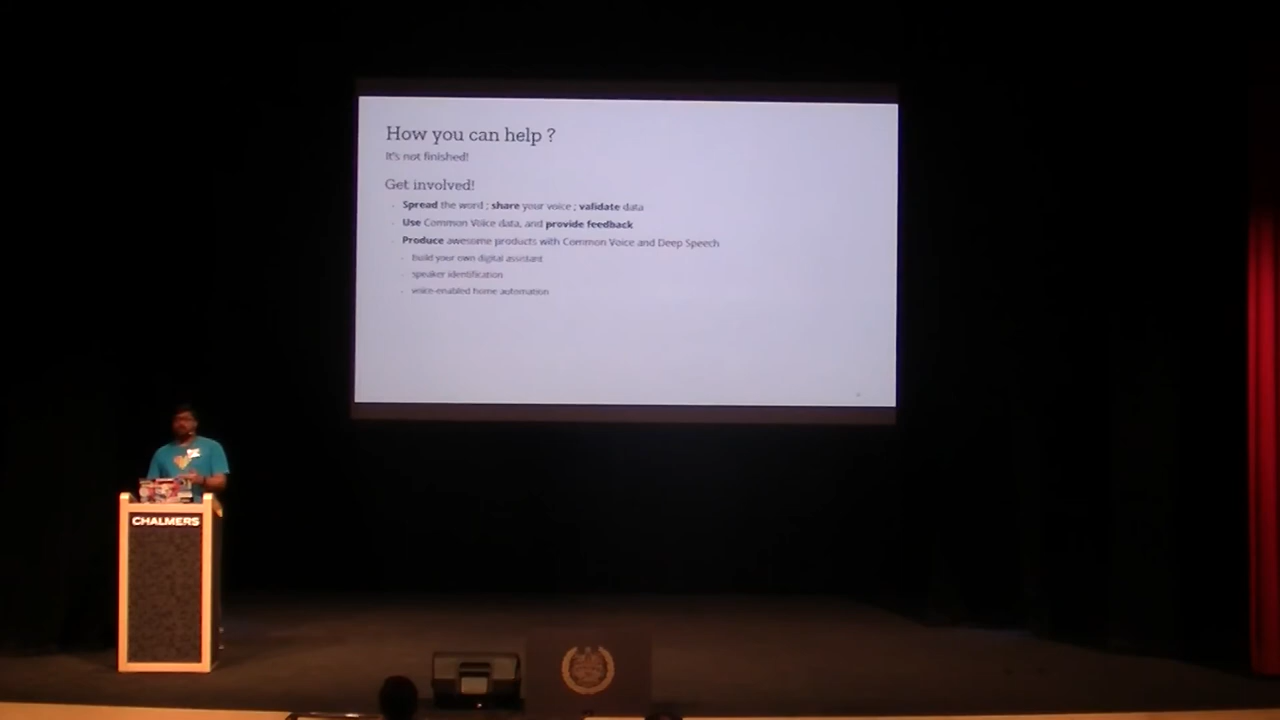 How you can help ?
It's not finished!
Get involved!
Spread the word ; share your voice ; validate data
Use Common Voice data, and provide feedback
Produce awesome products with Common Voice and Deep Speech
build your own digital assistant
speaker identification
voice-enabled home automation
CHALMERS